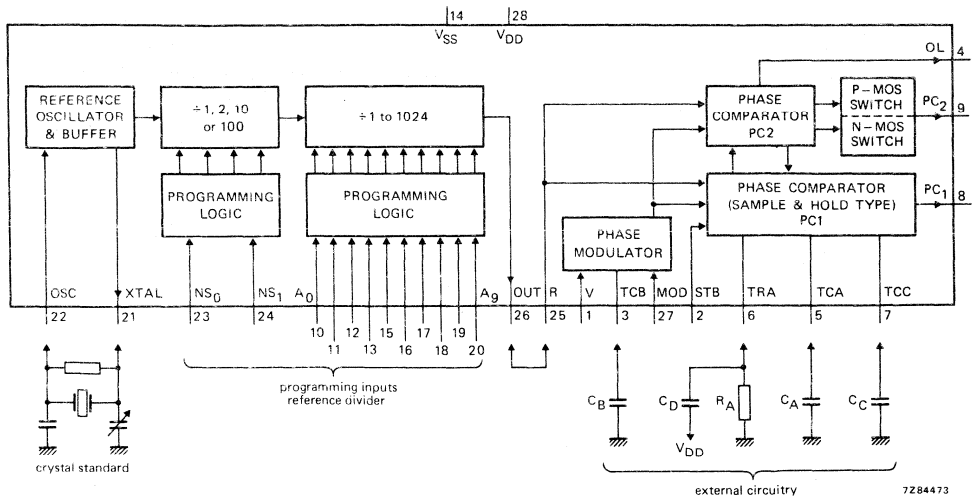 14
28
VSS
VDD
OL
4
REFERENCE
OSCILLATOR
& BUFFER
÷1, 2, 10
or 100
÷1 to 1024
PHASE
COMPARATOR
PC2
P-MOS
SWITCH
N-MOS
SWITCH
PC2
9
PROGRAMMING
LOGIC
PROGRAMMING
LOGIC
PHASE COMPARATOR
(SAMPLE & HOLD TYPE)
PC1
PC1
8
PHASE
MODULATOR
OSC
XTAL
NS0
NS1
A0
A9
OUT
R
V
TCB
MOD
STB
TRA
TCA
TCC
22
21
23
24
10
11
12
13
15
16
17
18
19
20
26
25
1
3
27
2
6
5
7
programming inputs
reference divider
CB
CD
RA
CA
CC
VDD
crystal standard
external circuitry
7Z84473